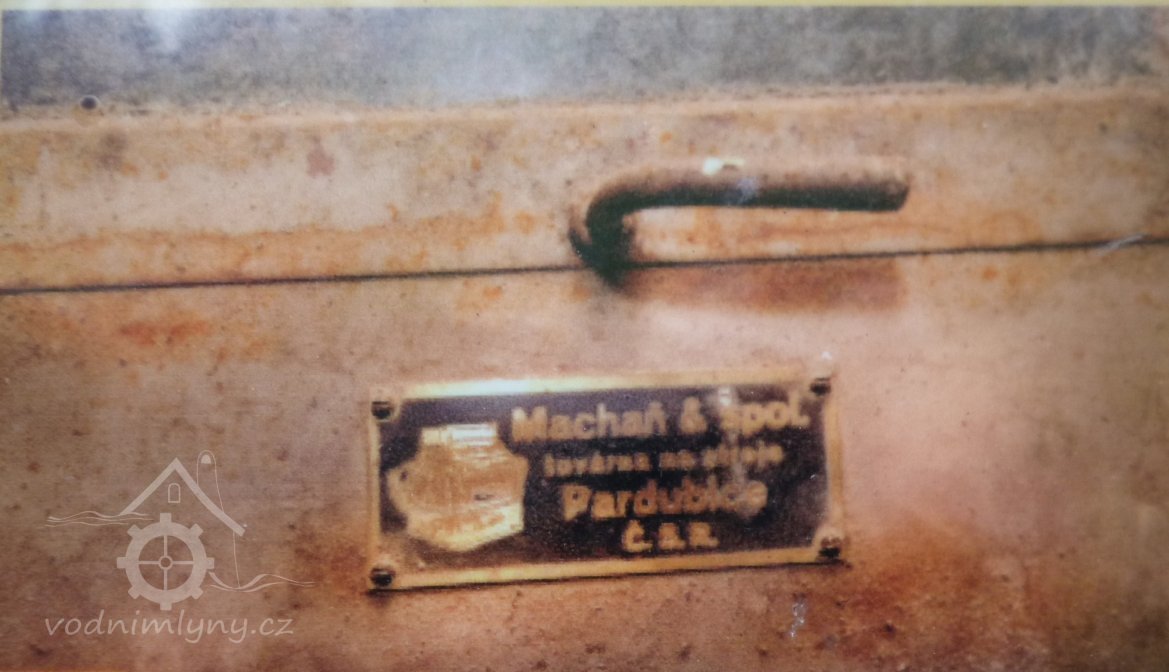 Machaň & spol.
továrna na stroje
Pardubice
Č. S. R.
vodnimlyny.cz